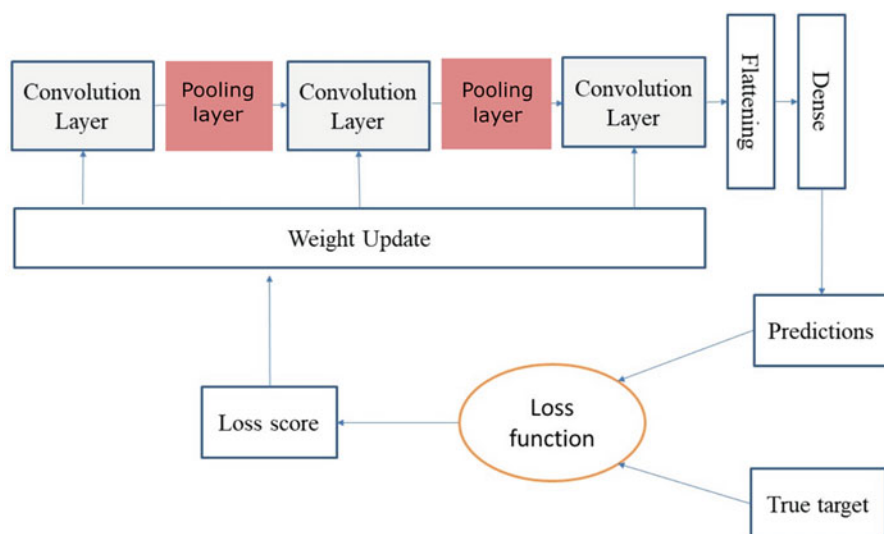 Convolution
Layer
Pooling
layer
Convolution
Layer
Pooling
layer
Convolution
Layer
Flattening
Dense
Weight Update
Predictions
Loss score
Loss
function
True target